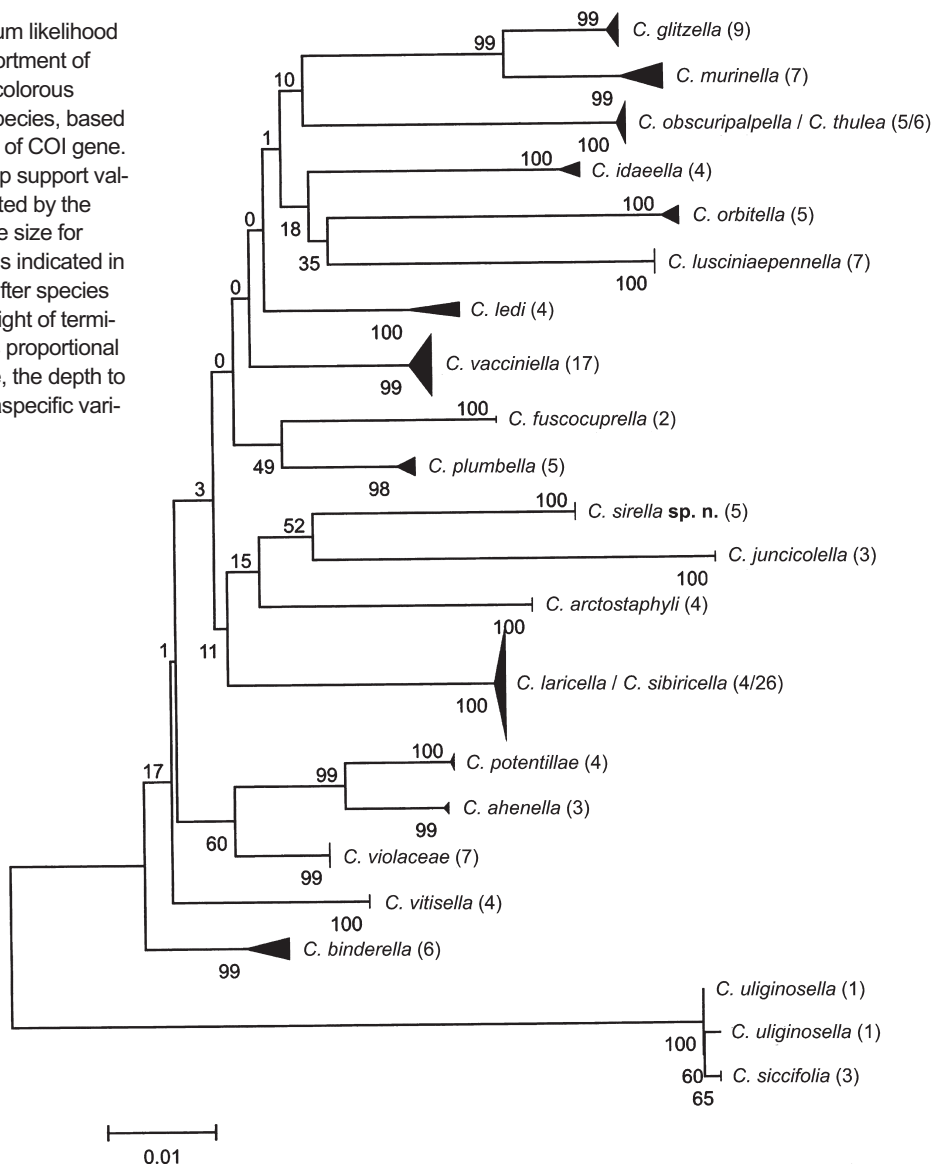 um likelihood
ortment of
colorous
pecies, based
of COI gene.
p support val-
ted by the
e size for
s indicated in
fter species
ight of termi-
proportional
e, the depth to
aspecific vari-
99
C. glitzella (9)
99
C. murinella (7)
10
99
C. obscuripalpella / C. thulea (5/6)
100
1
100
C. idaeella (4)
100
C. orbitella (5)
18
35
C. lusciniaepennella (7)
100
0
0
C. ledi (4)
100
0
C. vacciniella (17)
99
100
C. fuscocuprella (2)
49
C. plumbella (5)
98
3
100
C. sirella sp. n. (5)
52
C. juncicolella (3)
100
15
C. arctostaphyli (4)
100
11
1
C. laricella / C. sibiricella (4/26)
100
100
C. potentillae (4)
99
C. ahenella (3)
99
17
60
C. violaceae (7)
99
C. vitisella (4)
100
C. binderella (6)
99
C. uliginosella (1)
C. uliginosella (1)
100
60
C. siccifolia (3)
65
0.01